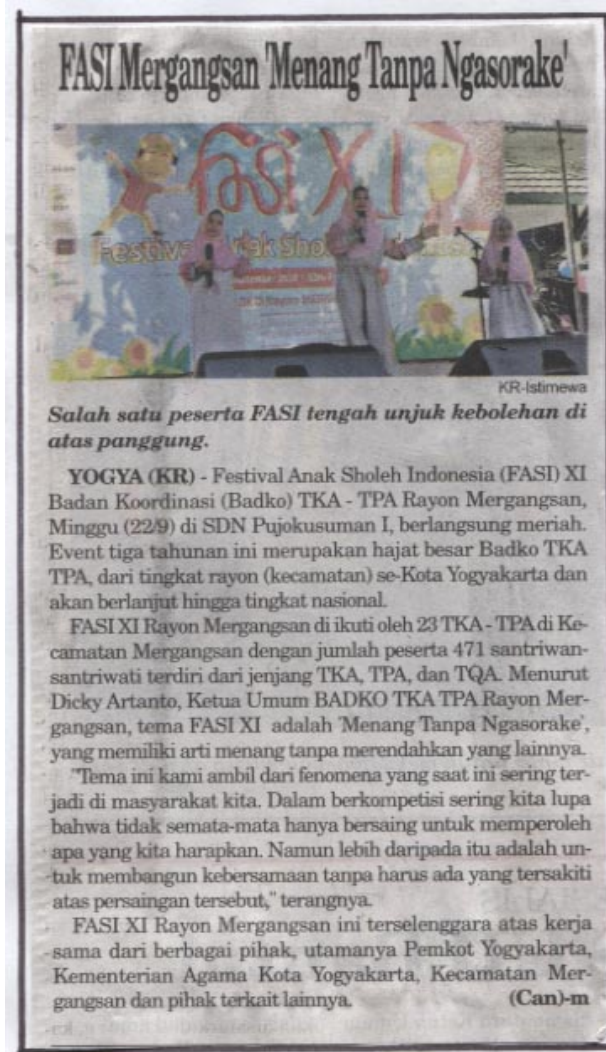 FASI Mergangsan 'Menang Tanpa Ngasorake'
Fasi XI
KR-Istimewa
Salah satu peserta FASI tengah unjuk kebolehan di
atas panggung.
YOGYA (KR) - Festival Anak Sholeh Indonesia (FASI) XI
Badan Koordinasi (Badko) TKA - TPA Rayon Mergangsan,
Minggu (22/9) di SDN Pujokusuman I, berlangsung meriah.
Event tiga tahunan ini merupakan hajat besar Badko TKA
TPA, dari tingkat rayon (kecamatan) se-Kota Yogyakarta dan
akan berlanjut hingga tingkat nasional.
FASI XI Rayon Mergangsan di ikuti oleh 23 TKA - TPA di Ke-
camatan Mergangsan dengan jumlah peserta 471 santriwan-
santriwati terdiri dari jenjang TKA, TPA, dan TQA. Menurut
Dicky Artanto, Ketua Umum BADKO TKA TPA Rayon Mer-
gangsan, tema FASI XI adalah 'Menang Tanpa Ngasorake',
yang memiliki arti menang tanpa merendahkan yang lainnya.
"Tema ini kami ambil dari fenomena yang saat ini sering ter-
jadi di masyarakat kita. Dalam berkompetisi sering kita lupa
bahwa tidak semata-mata hanya bersaing untuk memperoleh
apa yang kita harapkan. Namun lebih daripada itu adalah un-
tuk membangun kebersamaan tanpa harus ada yang tersakiti
atas persaingan tersebut," terangnya.
FASI XI Rayon Mergangsan ini terselenggara atas kerja
sama dari berbagai pihak, utamanya Pemkot Yogyakarta,
Kementerian Agama Kota Yogyakarta, Kecamatan Mer-
gangsan dan pihak terkait lainnya. (Can)-m